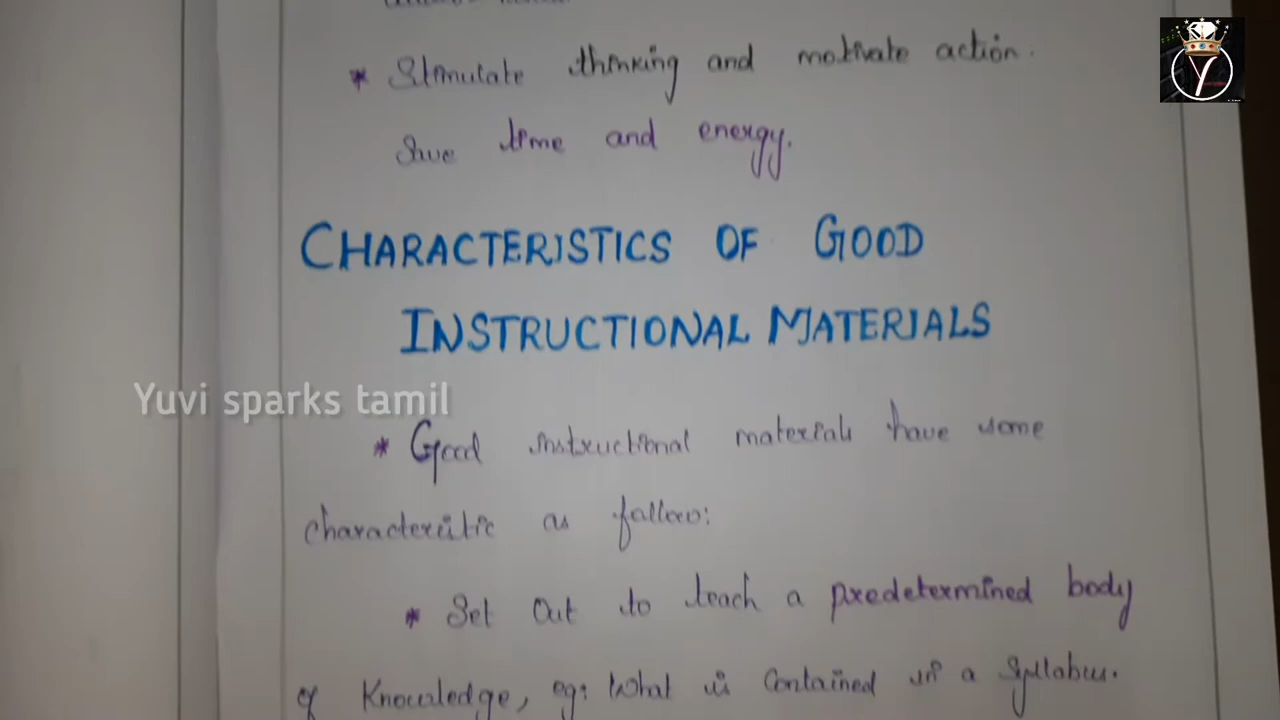 * Stimulate thinking and motivate action.
Save time and energy.
CHARACTERISTICS OF GOOD
INSTRUCTIONAL MATERIALS
Yuvi sparks tamil
* Good instructional materials have some
characteristic as follow:
* Set out to teach a predetermined body
of Knowledge, eg: What is contained in a Syllabus.